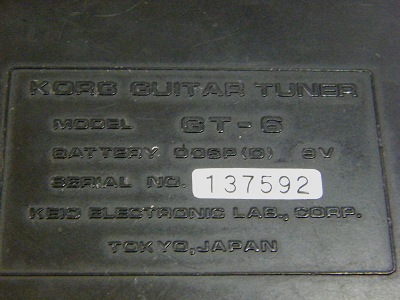 KORG GUITAR TUNER
MODEL GT-6
BATTERY 006P(D) 9V
SERIAL NO. 137592
KEIO ELECTRONIC LAB., CORP.
TOKYO, JAPAN